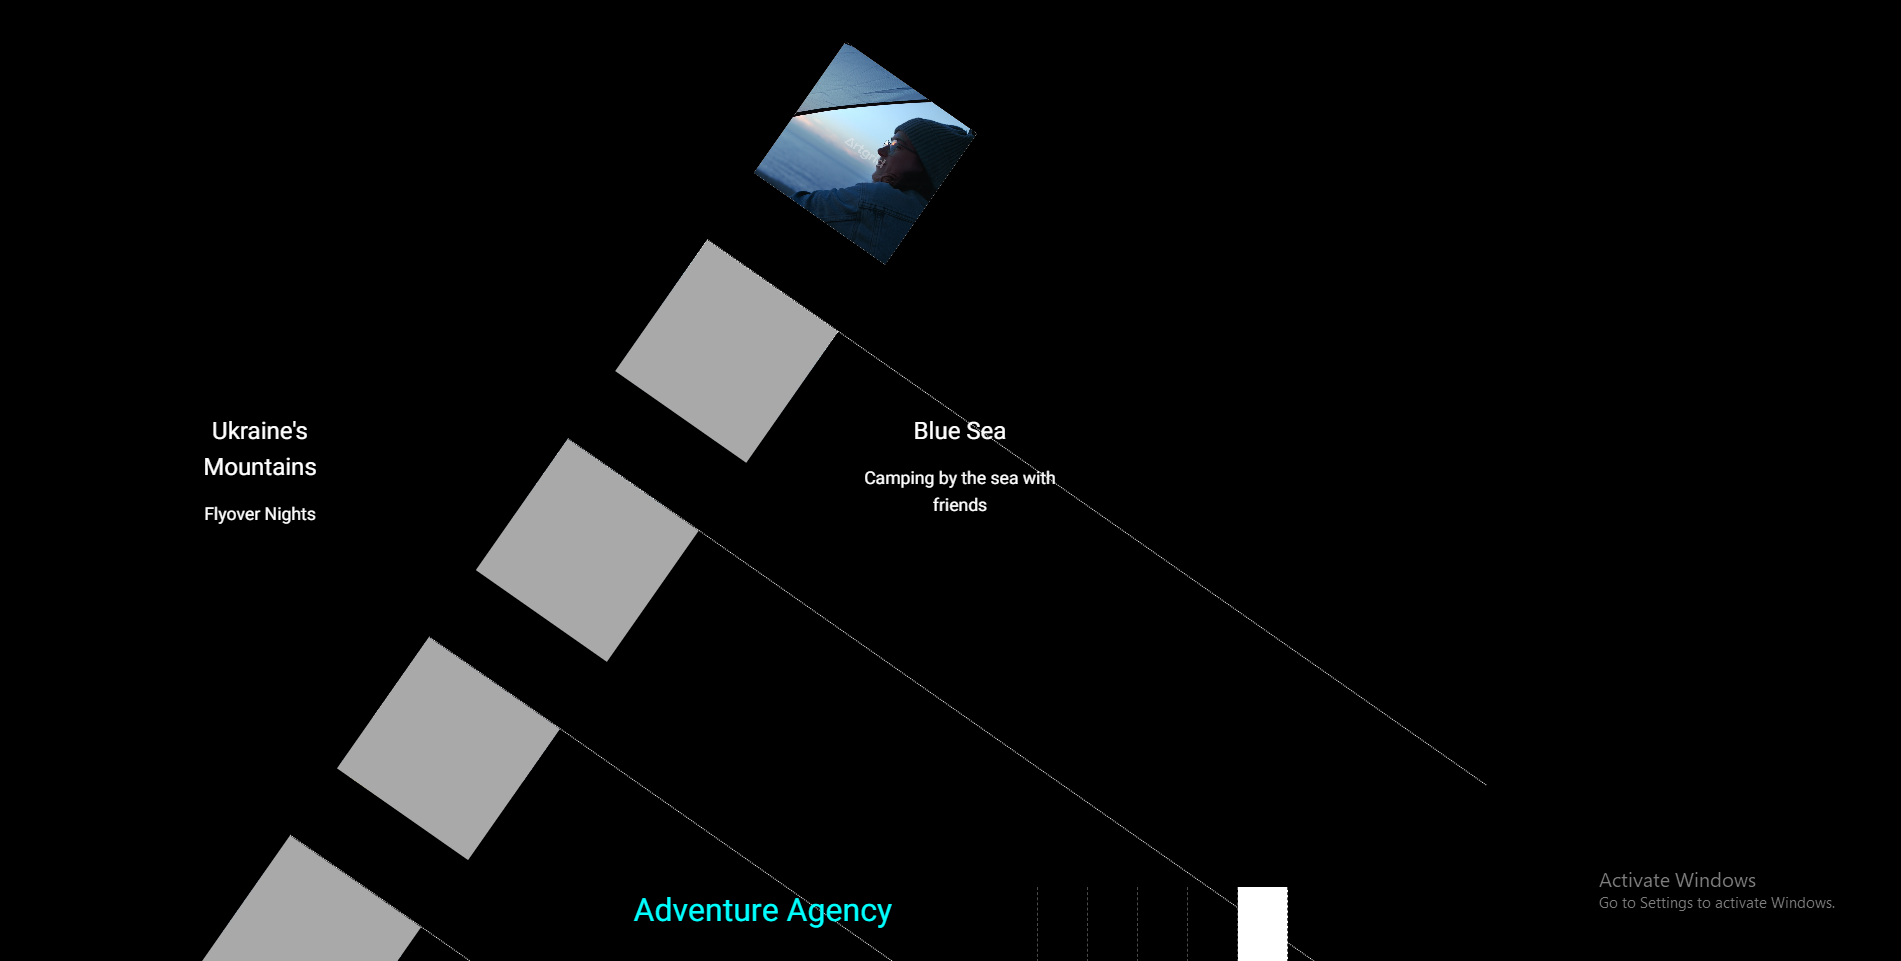 Artgrid
Ukraine's
Mountains
Flyover Nights
Blue Sea
Camping by the sea with
friends
Adventure Agency
Activate Windows
Go to Settings to activate Windows.